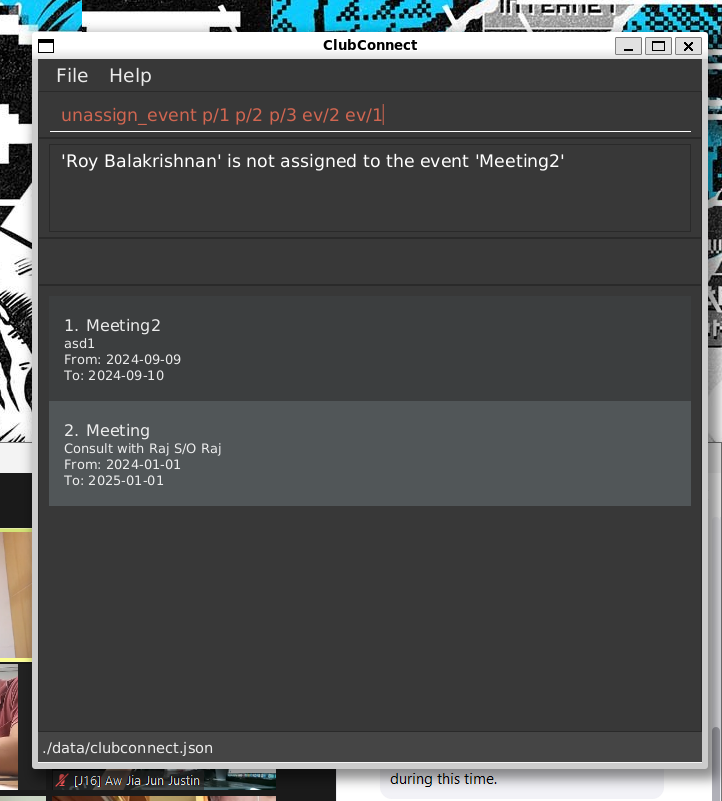 INTERNET
ClubConnect
File Help
unassign_event p/1 p/2 p/3 ev/2 ev/1
'Roy Balakrishnan' is not assigned to the event 'Meeting2'
1. Meeting2
asd1
From: 2024-09-09
To: 2024-09-10
2. Meeting
Consult with Raj S/O Raj
From: 2024-01-01
To: 2025-01-01
./data/clubconnect.json
[J16] Aw Jia Jun Justin
during this time.